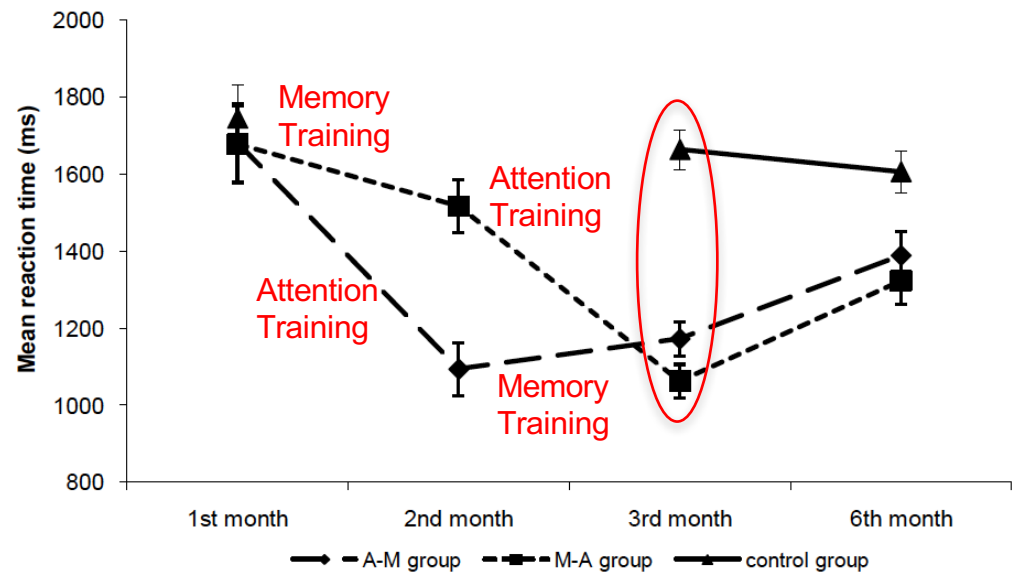 2000
1800
1600
1400
1200
1000
800
Mean reaction time (ms)
Memory
Training
Attention
Training
Attention
Training
Memory
Training
1st month
2nd month
3rd month
6th month
A-M group
M-A group
control group